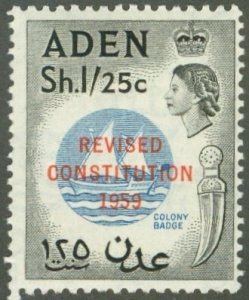 ADEN
Sh.1/25c
REVISED
CONSTITUTION
1959
COLONY
BADGE
١٢٥ عدن